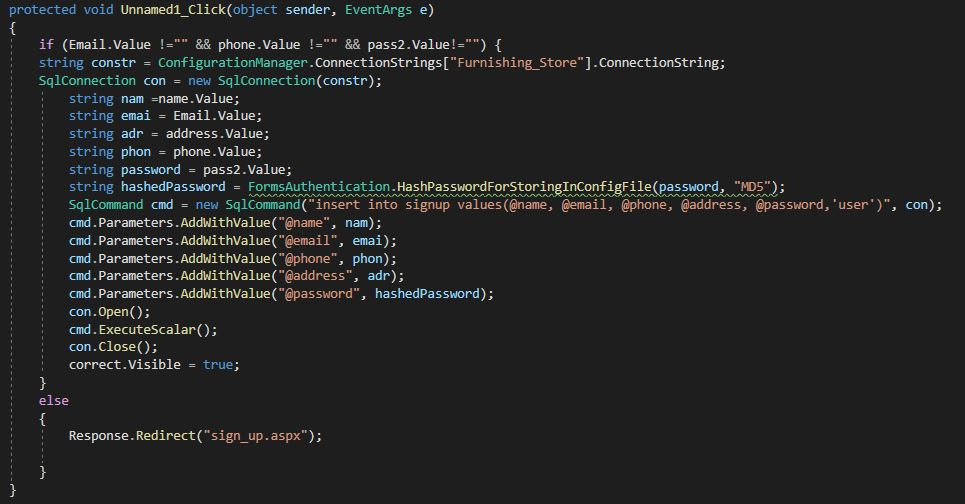 protected void Unnamed1_Click(object sender, EventArgs e)
{
if (Email.Value !="" && phone.Value !="" && pass2.Value!="") {
string constr = ConfigurationManager.ConnectionStrings["Furnishing_Store"].ConnectionString;
SqlConnection con = new SqlConnection(constr);
string nam =name.Value;
string emai = Email.Value;
string adr = address.Value;
string phon = phone.Value;
string password = pass2.Value;
string hashedPassword = FormsAuthentication.HashPasswordForStoringInConfigFile(password, "MD5");
SqlCommand cmd = new SqlCommand("insert into signup values(@name, @email, @phone, @address, @password,'user')", con);
cmd.Parameters.AddWithValue("@name", nam);
cmd.Parameters.AddWithValue("@email", emai);
cmd.Parameters.AddWithValue("@phone", phon);
cmd.Parameters.AddWithValue("@address", adr);
cmd.Parameters.AddWithValue("@password", hashedPassword);
con.Open();
cmd.ExecuteScalar();
con.Close();
correct.Visible = true;
}
else
{
Response.Redirect("sign_up.aspx");
}
}